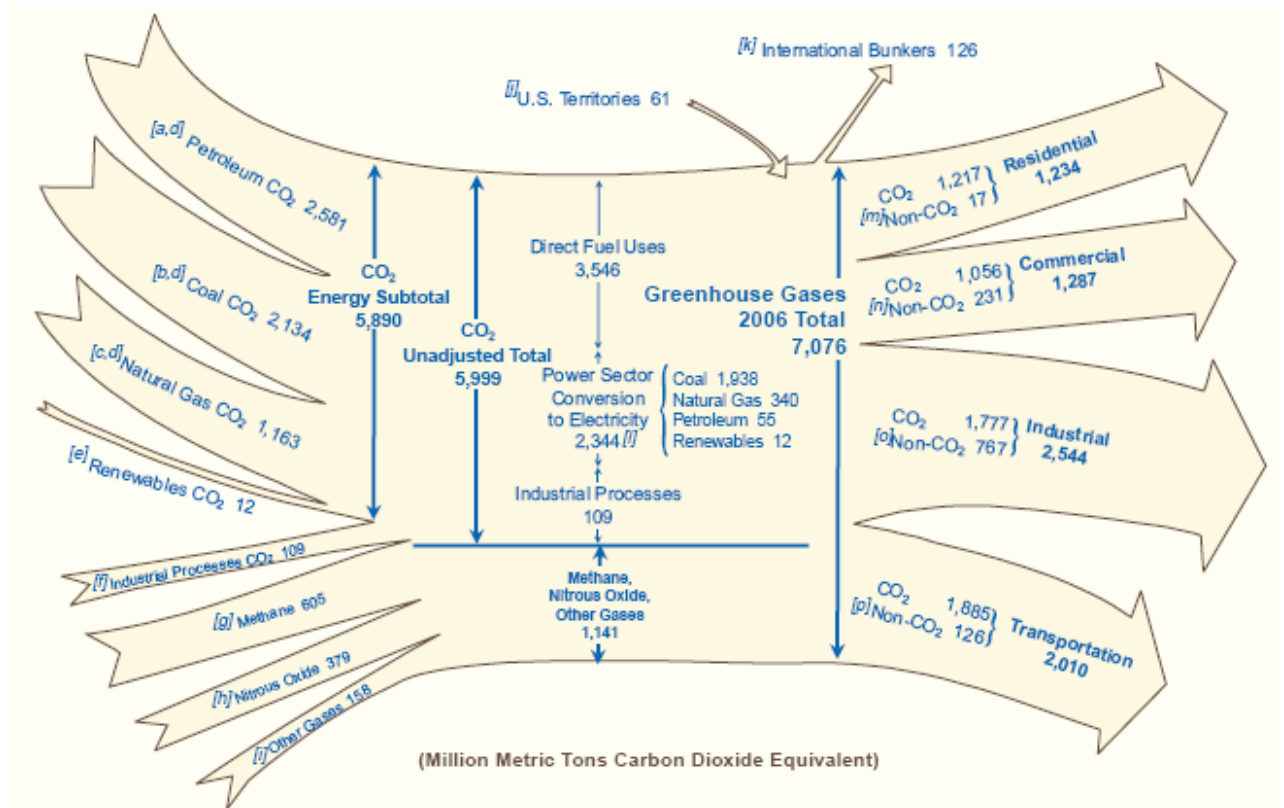 [k] International Bunkers 126
[j] U.S. Territories 61
[a,d] Petroleum CO₂ 2,581
[b,d] Coal CO₂ 2,134
[c,d] Natural Gas CO₂ 1,163
[e] Renewables CO₂ 12
[f] Industrial Processes CO₂ 109
[g] Methane 605
[h] Nitrous Oxide 379
[i] Other Gases 158
CO₂
Energy Subtotal
5,890
CO₂
Unadjusted Total
5,999
Direct Fuel Uses
3,546
Power Sector
Conversion
to Electricity
2,344 [l]
Coal 1,938
Natural Gas 340
Petroleum 55
Renewables 12
Industrial Processes
109
Methane,
Nitrous Oxide,
Other Gases
1,141
Greenhouse Gases
2006 Total
7,076
CO₂ 1,217
[m] Non-CO₂ 17
Residential
1,234
CO₂ 1,056
[n] Non-CO₂ 231
Commercial
1,287
CO₂ 1,777
[o] Non-CO₂ 767
Industrial
2,544
CO₂ 1,885
[p] Non-CO₂ 126
Transportation
2,010
(Million Metric Tons Carbon Dioxide Equivalent)